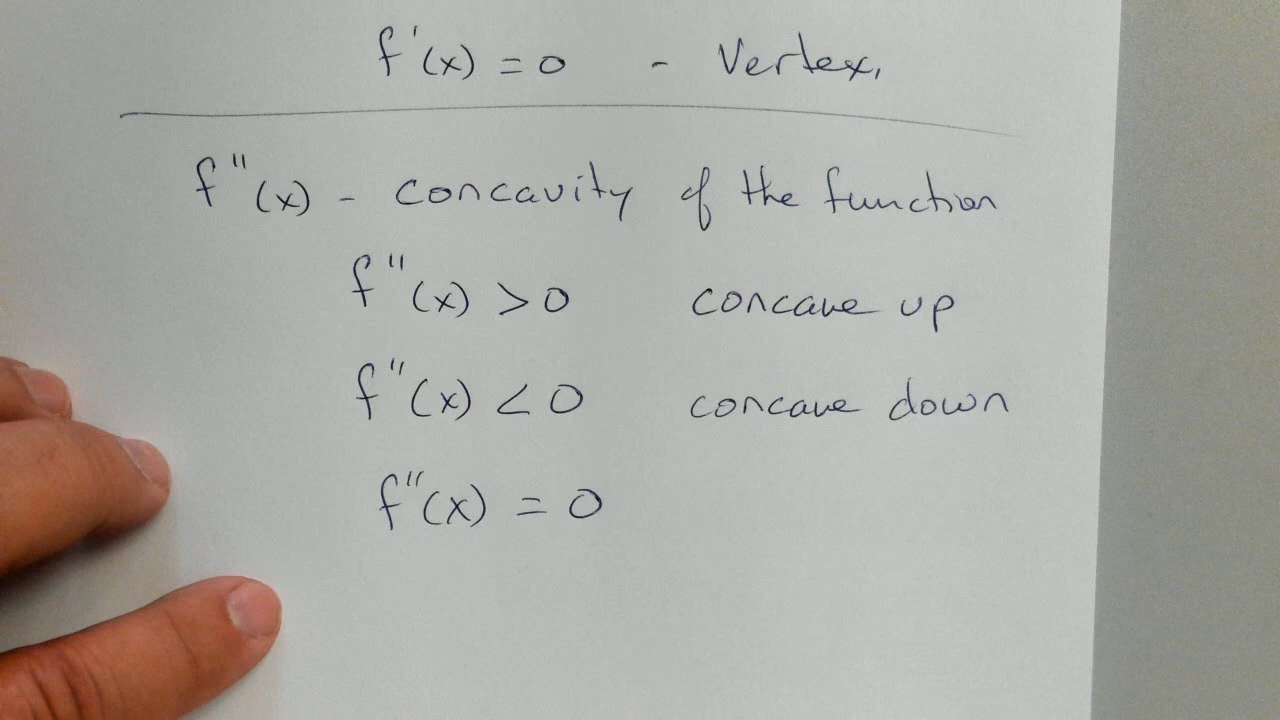 f'(x) = 0 - Vertex,
f"(x) - concavity of the function
f"(x) > 0 concave up
f"(x) < 0 concave down
f"(x) = 0